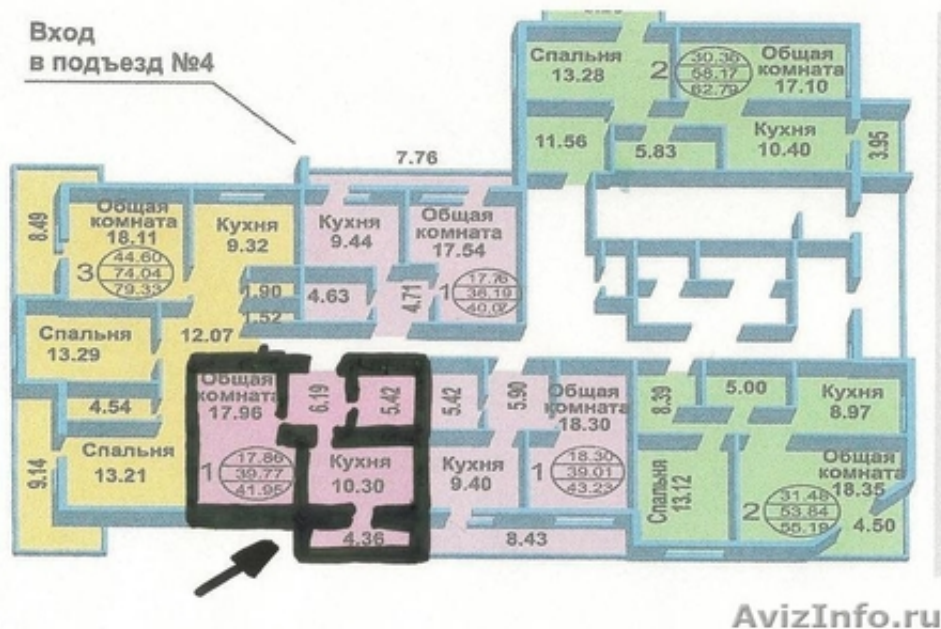 Вход
в подъезд №4
Спальня
13.28
2
30.36
58.17
62.79
Общая
комната
17.10
11.56
5.83
Кухня
10.40
3.95
7.76
8.49
Общая
комната
18.11
3
44.60
74.04
79.33
Кухня
9.32
Кухня
9.44
Общая
комната
17.54
1.90
1.52
4.63
4.71
1
17.76
36.19
40.07
Спальня
13.29
12.07
4.54
9.14
Спальня
13.21
Общая
комната
17.96
6.19
5.42
1
17.86
39.77
41.95
Кухня
10.30
4.36
5.42
5.90
Общая
комната
18.30
Кухня
9.40
1
18.30
39.01
43.23
8.43
8.39
5.00
Кухня
8.97
Спальня
13.12
2
31.48
53.84
55.19
Общая
комната
18.35
4.50
AvizInfo.ru